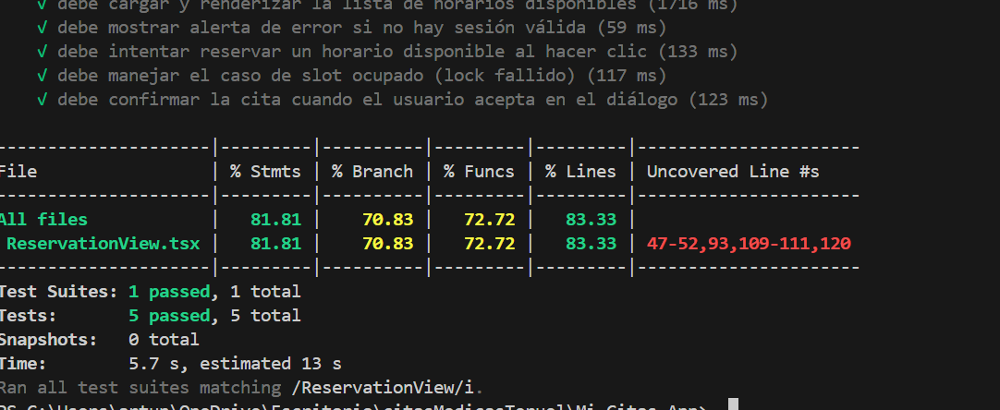 √ debe cargar y renderizar la lista de horarios disponibles (1716 ms)
√ debe mostrar alerta de error si no hay sesión válida (59 ms)
√ debe intentar reservar un horario disponible al hacer clic (133 ms)
√ debe manejar el caso de slot ocupado (lock fallido) (117 ms)
√ debe confirmar la cita cuando el usuario acepta en el diálogo (123 ms)
---------------------|---------|----------|---------|---------|----------------------
File | % Stmts | % Branch | % Funcs | % Lines | Uncovered Line #s
---------------------|---------|----------|---------|---------|----------------------
All files | 81.81 | 70.83 | 72.72 | 83.33 |
ReservationView.tsx | 81.81 | 70.83 | 72.72 | 83.33 | 47-52,93,109-111,120
---------------------|---------|----------|---------|---------|----------------------
Test Suites: 1 passed, 1 total
Tests: 5 passed, 5 total
Snapshots: 0 total
Time: 5.7 s, estimated 13 s
Ran all test suites matching /ReservationView/i.
PS C:\Users\artur\OneDrive\Escritorio\citasMedicasTeruel\Mi-Citas-App>